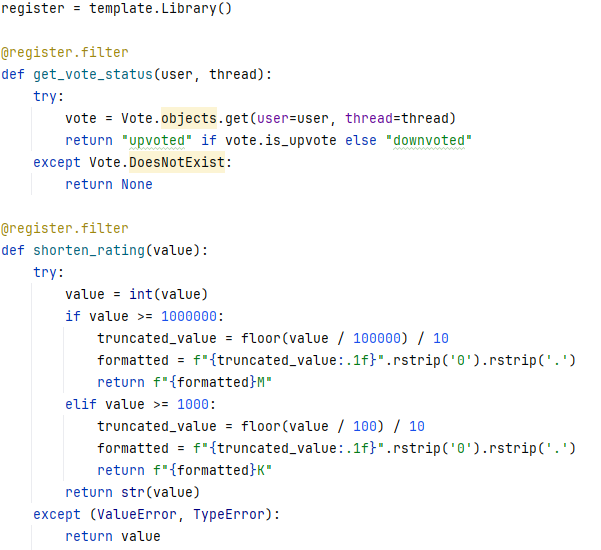 register = template.Library()

@register.filter
def get_vote_status(user, thread):
    try:
        vote = Vote.objects.get(user=user, thread=thread)
        return "upvoted" if vote.is_upvote else "downvoted"
    except Vote.DoesNotExist:
        return None

@register.filter
def shorten_rating(value):
    try:
        value = int(value)
        if value >= 1000000:
            truncated_value = floor(value / 100000) / 10
            formatted = f"{truncated_value:.1f}".rstrip('0').rstrip('.')
            return f"{formatted}M"
        elif value >= 1000:
            truncated_value = floor(value / 100) / 10
            formatted = f"{truncated_value:.1f}".rstrip('0').rstrip('.')
            return f"{formatted}K"
        return str(value)
    except (ValueError, TypeError):
        return value